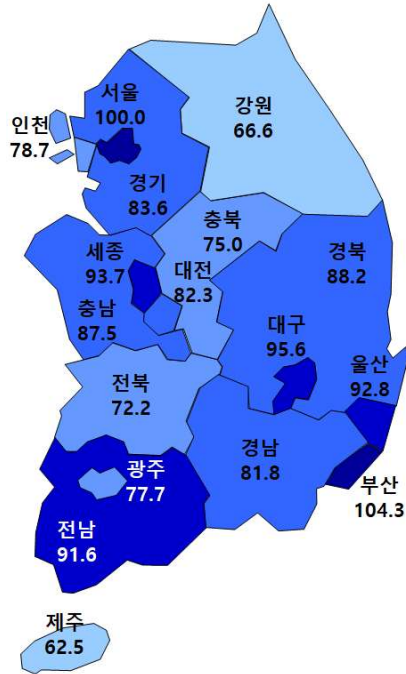 서울
100.0
강원
66.6
인천
78.7
경기
83.6
충북
75.0
세종
93.7
경북
88.2
대전
82.3
충남
87.5
대구
95.6
울산
92.8
전북
72.2
경남
81.8
광주
77.7
부산
104.3
전남
91.6
제주
62.5